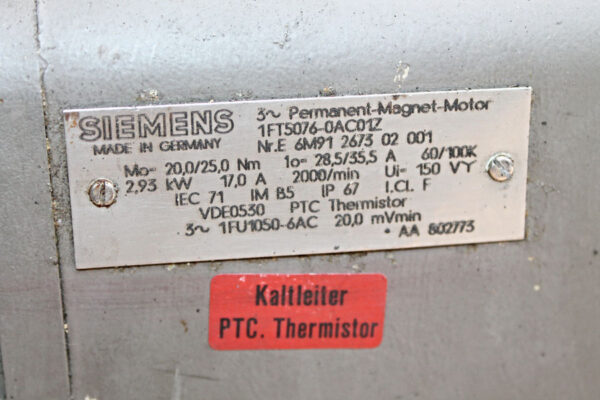 SIEMENS
MADE IN GERMANY
3~ Permanent-Magnet-Motor
1FT5076-0AC01Z
Nr.E 6M91 2673 02 001
Mo= 20,0/25,0 Nm Io= 28,5/35,5 A 60/100K
2,93 kW 17,0 A 2000/min Ui= 150 VY
IEC 71 IM B5 IP 67 I.Cl. F
VDE0530 PTC Thermistor
3~ 1FU1050-6AC 20,0 mVmin
* AA 802773
Kaltleiter
PTC. Thermistor